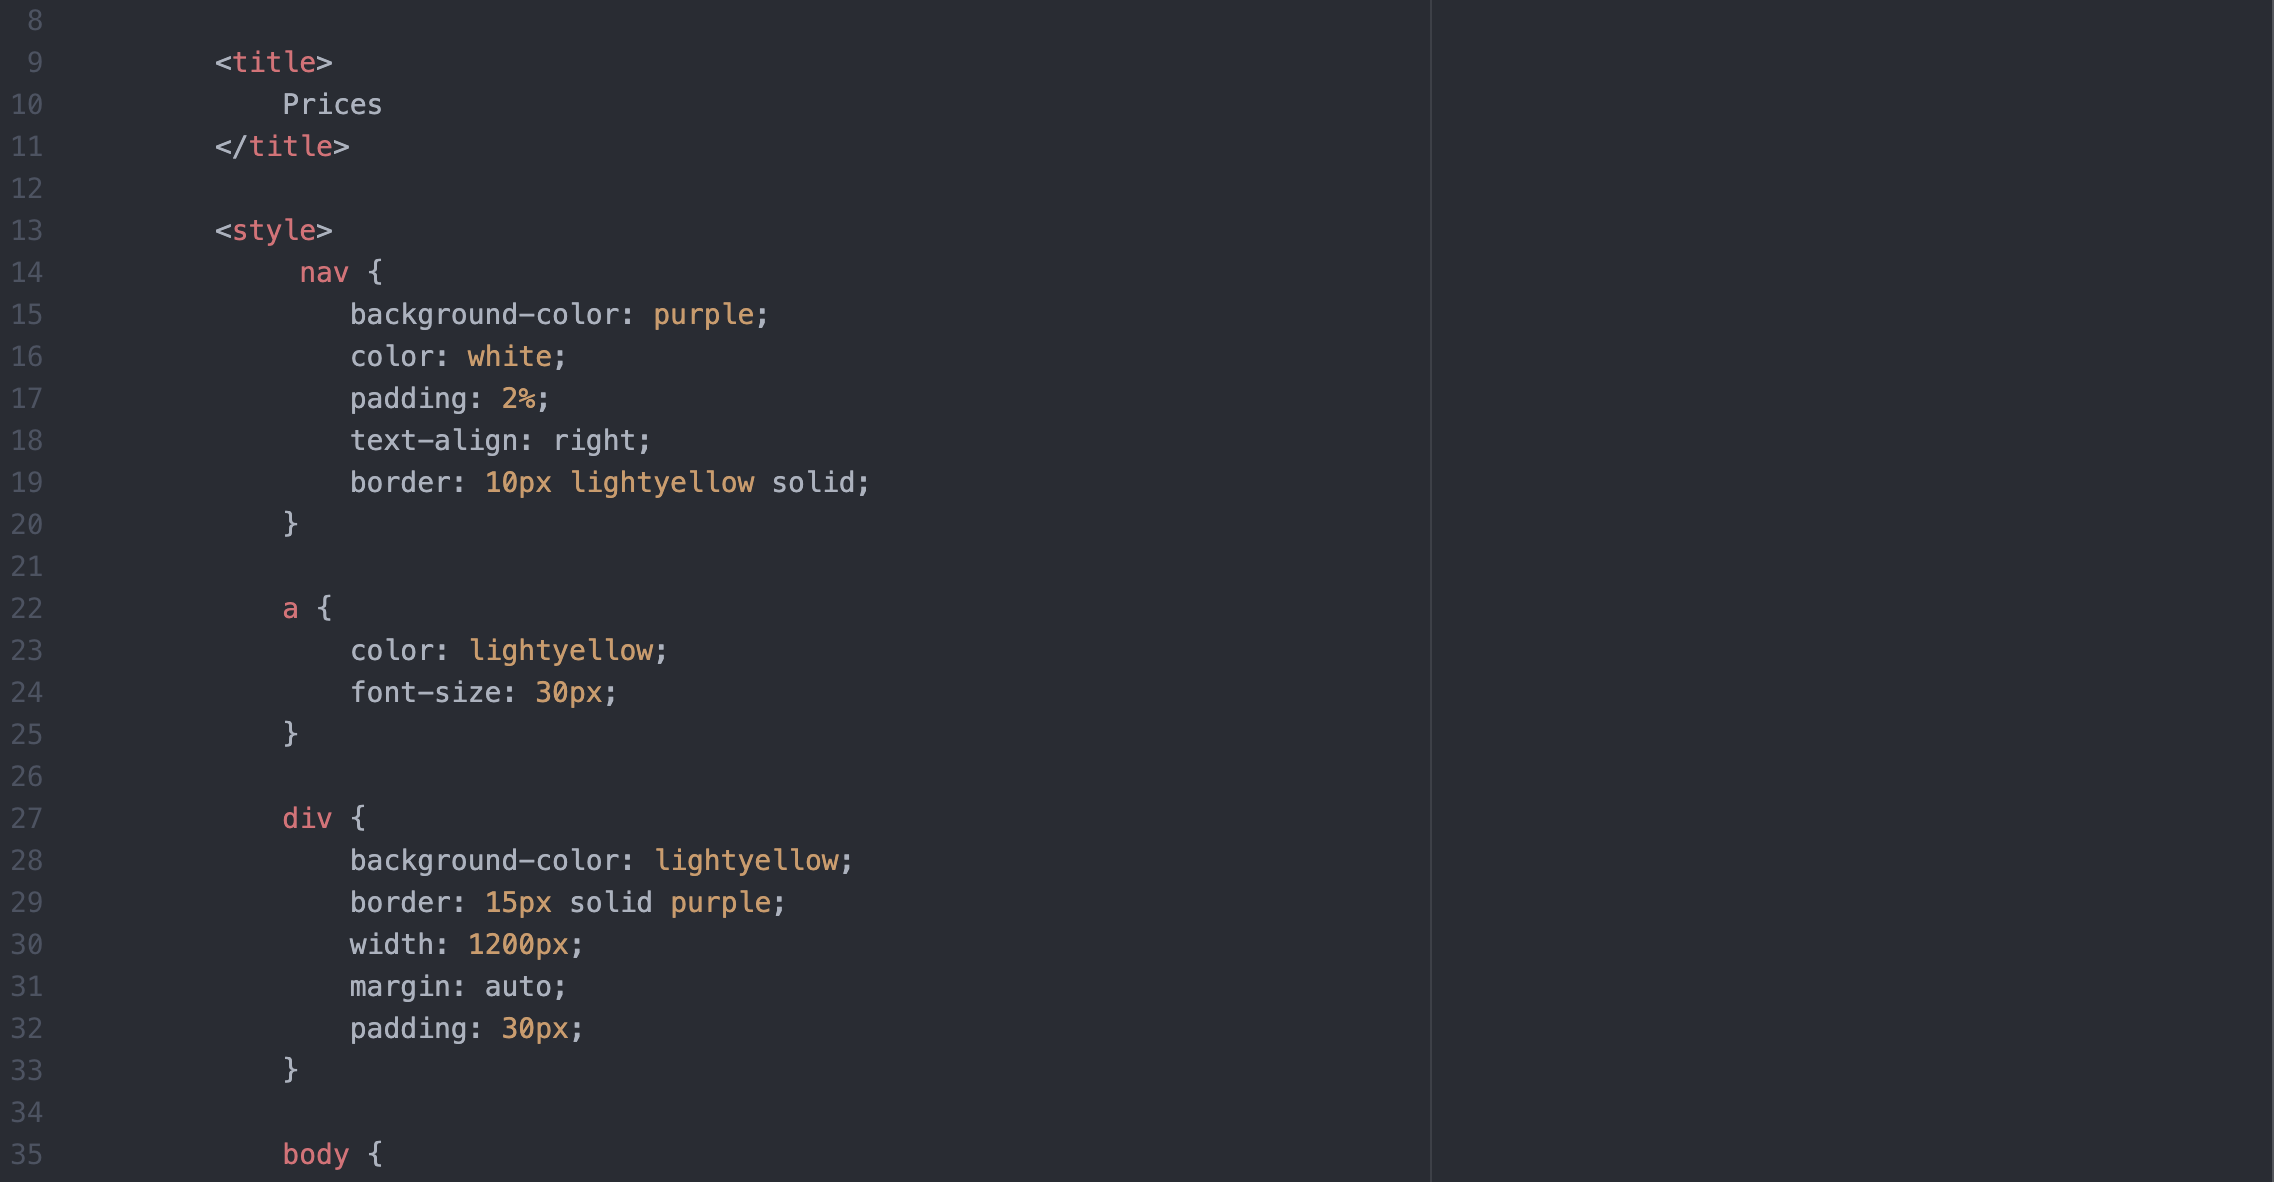 8
9 <title>
10 Prices
11 </title>
12
13 <style>
14 nav {
15 background-color: purple;
16 color: white;
17 padding: 2%;
18 text-align: right;
19 border: 10px lightyellow solid;
20 }
21
22 a {
23 color: lightyellow;
24 font-size: 30px;
25 }
26
27 div {
28 background-color: lightyellow;
29 border: 15px solid purple;
30 width: 1200px;
31 margin: auto;
32 padding: 30px;
33 }
34
35 body {